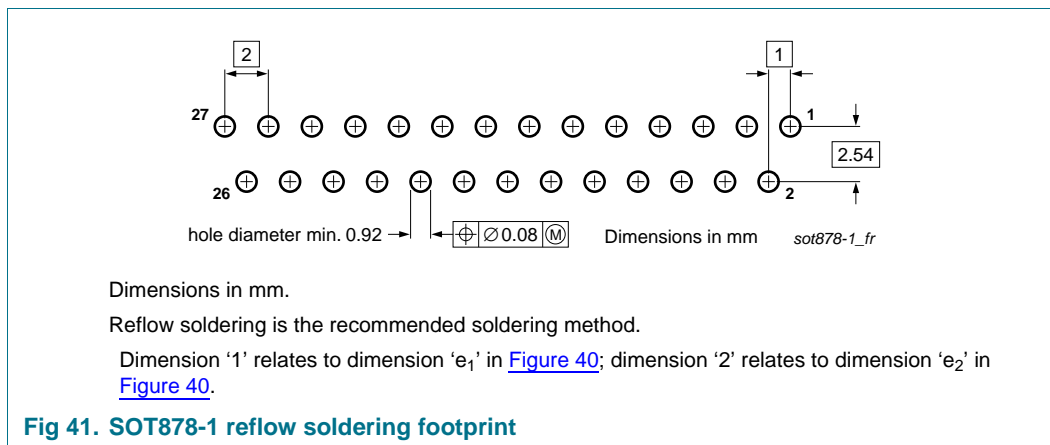 2
1
27
1
2.54
26
2
hole diameter min. 0.92
⌖ ∅ 0.08 Ⓜ
Dimensions in mm
sot878-1_fr
Dimensions in mm.
Reflow soldering is the recommended soldering method.
Dimension ‘1’ relates to dimension ‘e₁’ in Figure 40; dimension ‘2’ relates to dimension ‘e₂’ in
Figure 40.
Fig 41. SOT878-1 reflow soldering footprint